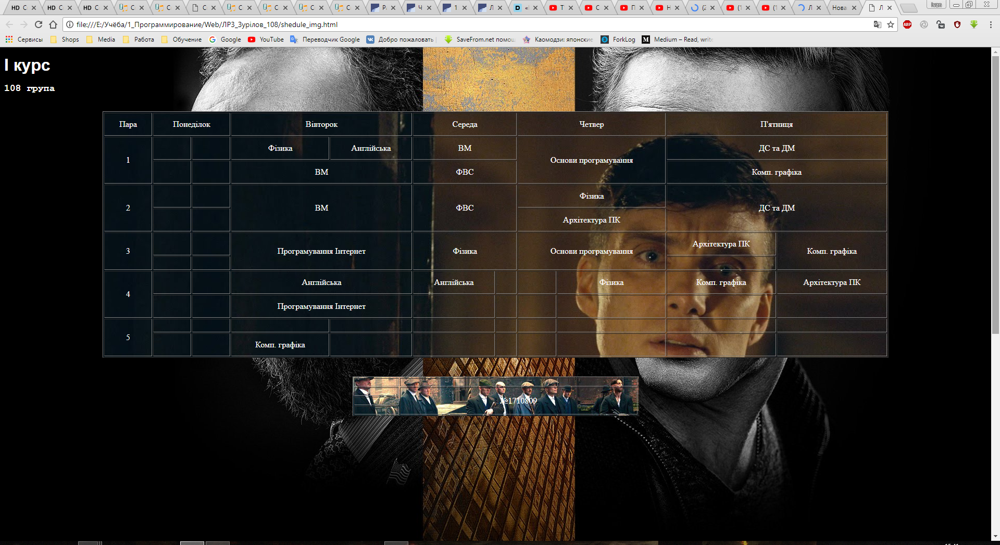 HD С HD С HD С С С С С С С С Р Ч 1 Л D «І Т С П Н (2 (1 (1 Л Нова Л Ivan
file:///E:/Учёба/1_Программирование/Web/ЛР3_Зурілов_108/shedule_img.html ABP
Сервисы Shops Media Работа Обучение Google YouTube Переводчик Google Добро пожаловать SaveFrom.net помощ Каомодзи: японские ForkLog Medium – Read, write
I курс
108 група
Пара Понеділок Вівторок Середа Четвер П'ятниця
1 Фізика Англійська ВМ Основи програмування ДС та ДМ
ВМ ФВС Комп. графіка
2 ВМ ФВС Фізика ДС та ДМ
Архітектура ПК
3 Програмування Інтернет Фізика Основи програмування Архітектура ПК Комп. графіка
4 Англійська Англійська Фізика Комп. графіка Архітектура ПК
Програмування Інтернет
5 Комп. графіка
№1710809